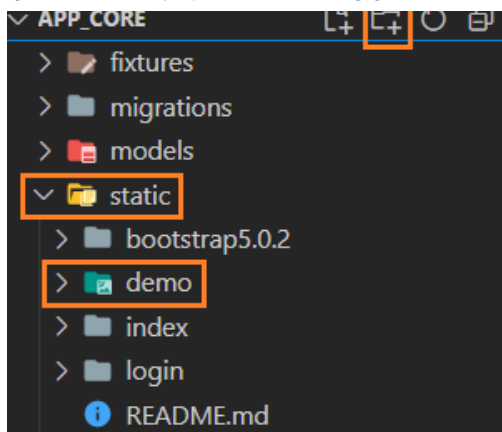 APP_CORE
fixtures
migrations
models
static
bootstrap5.0.2
demo
index
login
README.md